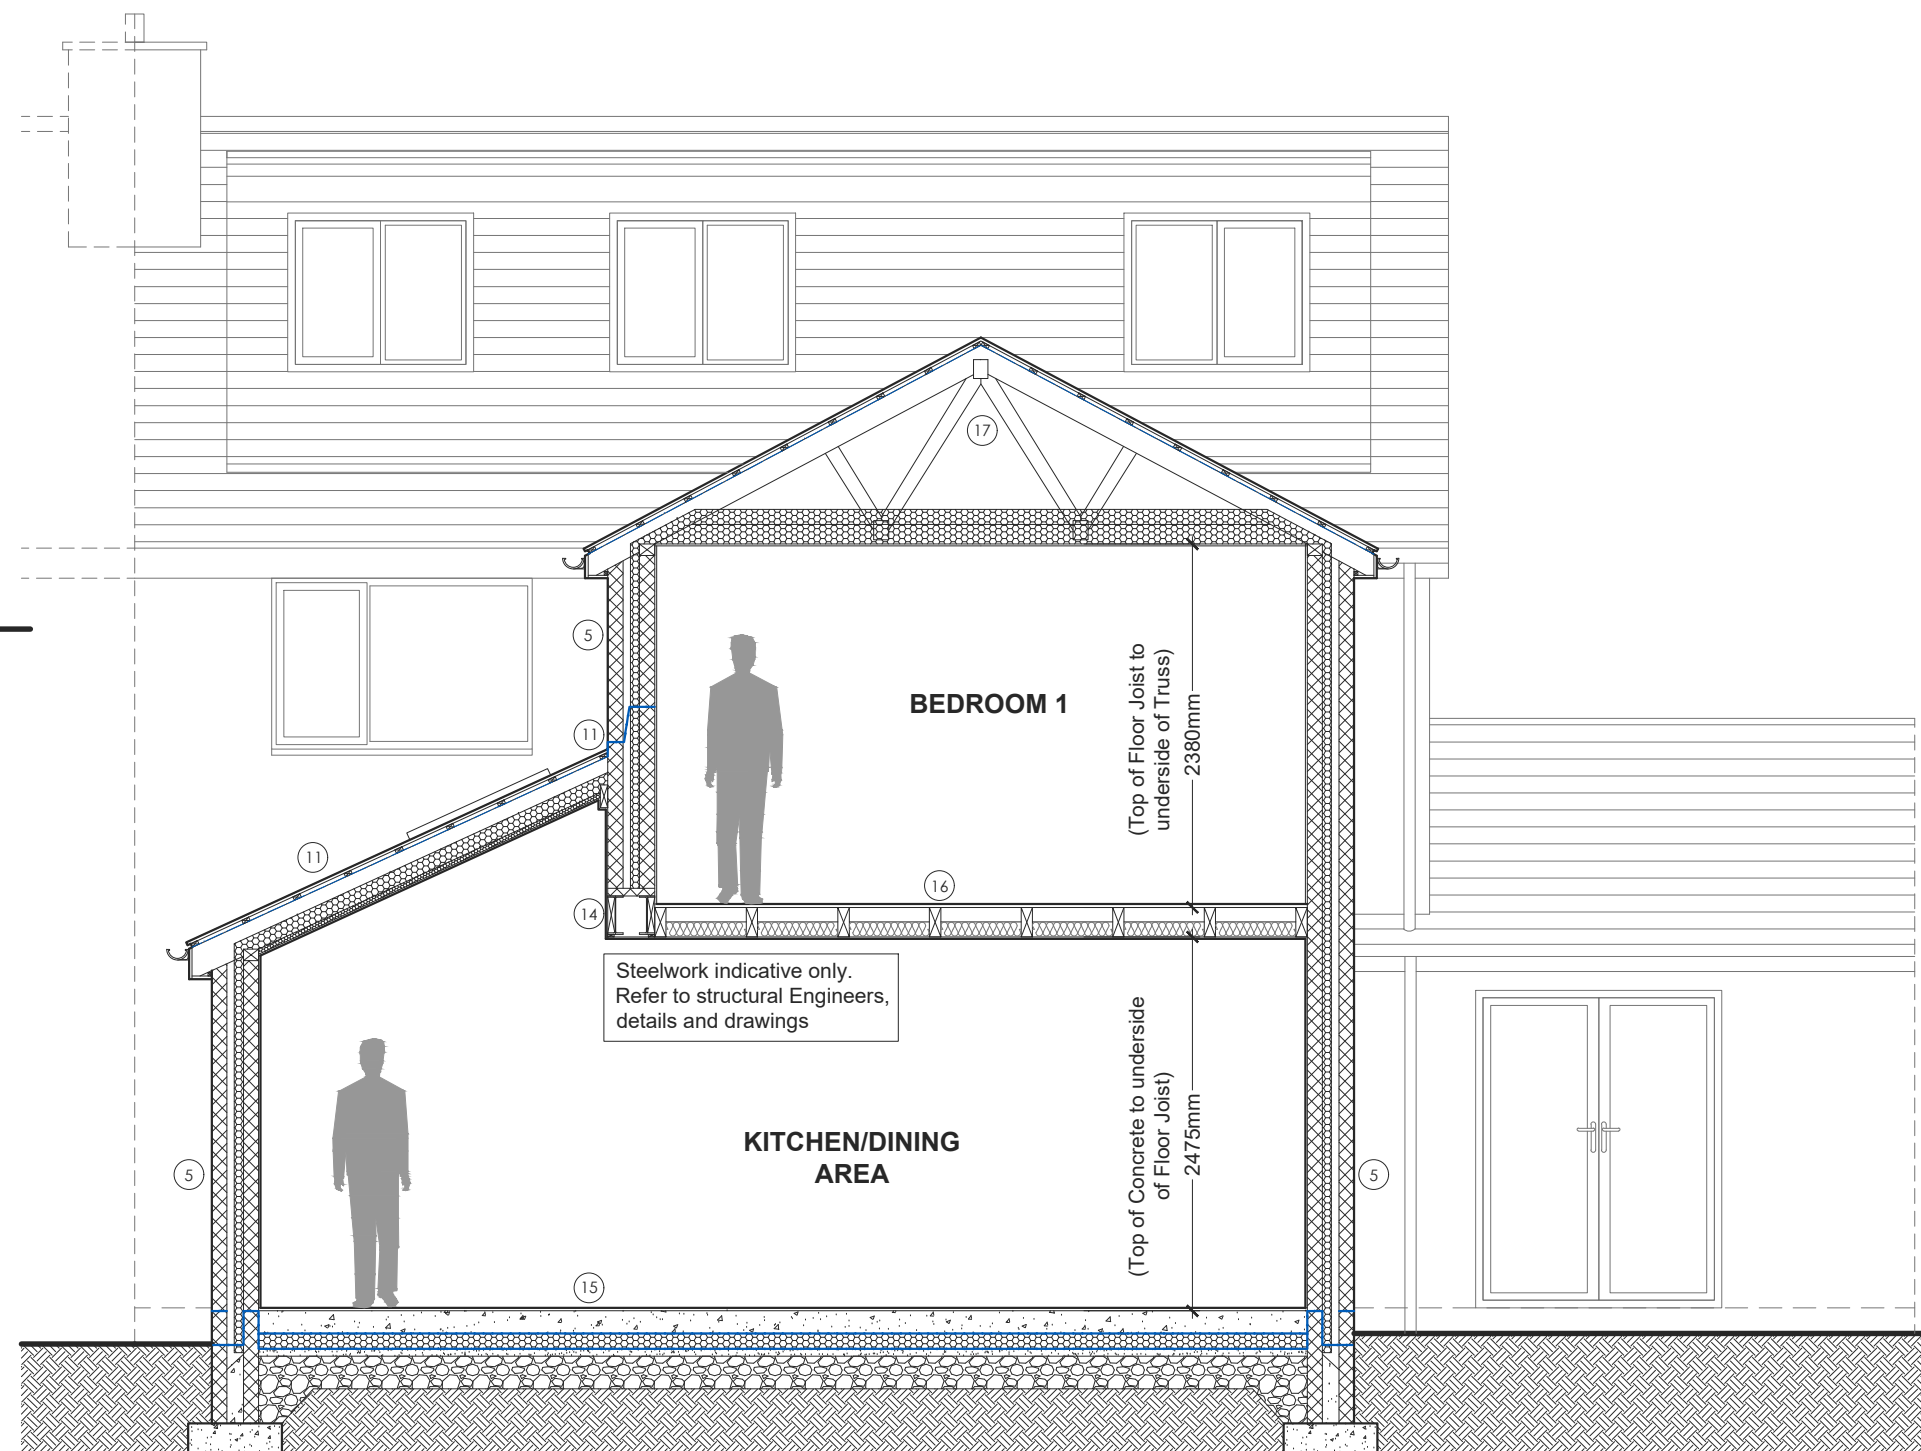 17
5
BEDROOM 1
(Top of Floor Joist to
underside of Truss)
2380mm
11
11
16
14
Steelwork indicative only.
Refer to structural Engineers,
details and drawings
(Top of Concrete to underside
of Floor Joist)
2475mm
KITCHEN/DINING
AREA
5
5
15